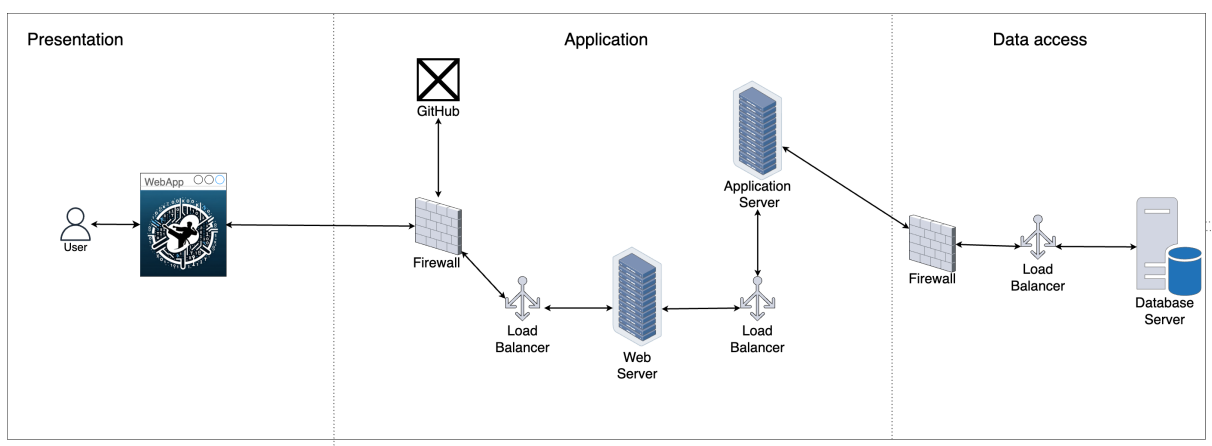 Presentation
Application
Data access
GitHub
WebApp
Application
Server
User
Firewall
Firewall
Load
Balancer
Load
Balancer
Load
Balancer
Web
Server
Database
Server